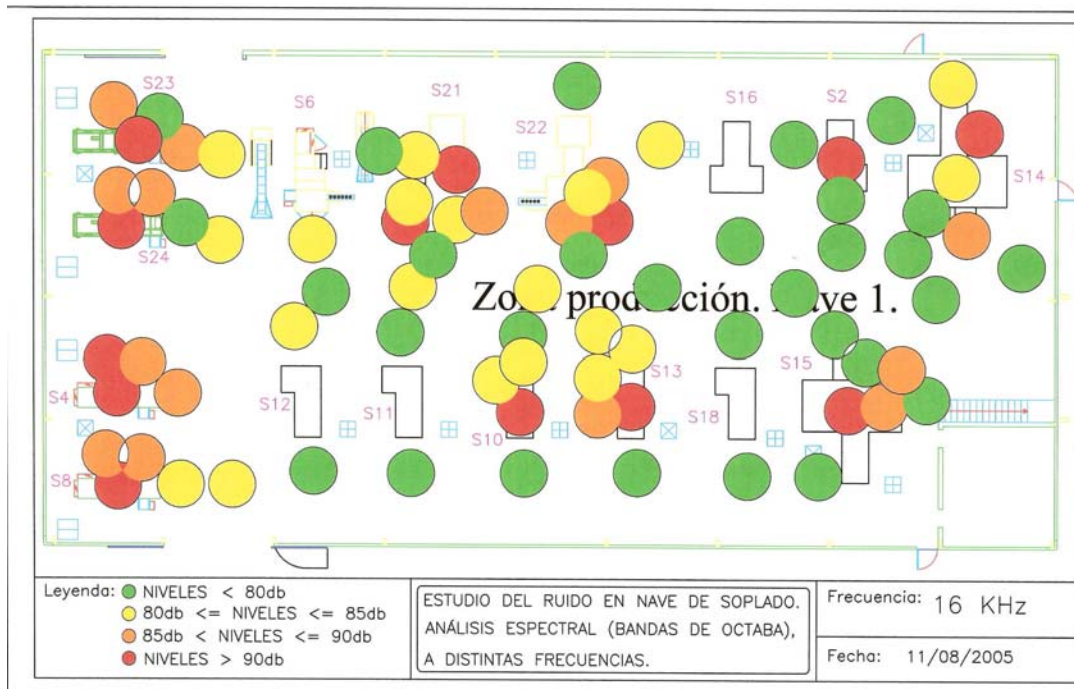 S23
S6
S21
S22
S16
S2
S14
S24
Zona producción. Nave 1.
S4
S12
S11
S10
S13
S18
S15
S8
Leyenda:
NIVELES < 80db
80db <= NIVELES <= 85db
85db < NIVELES <= 90db
NIVELES > 90db
ESTUDIO DEL RUIDO EN NAVE DE SOPLADO.
ANÁLISIS ESPECTRAL (BANDAS DE OCTABA),
A DISTINTAS FRECUENCIAS.
Frecuencia: 16 KHz
Fecha: 11/08/2005